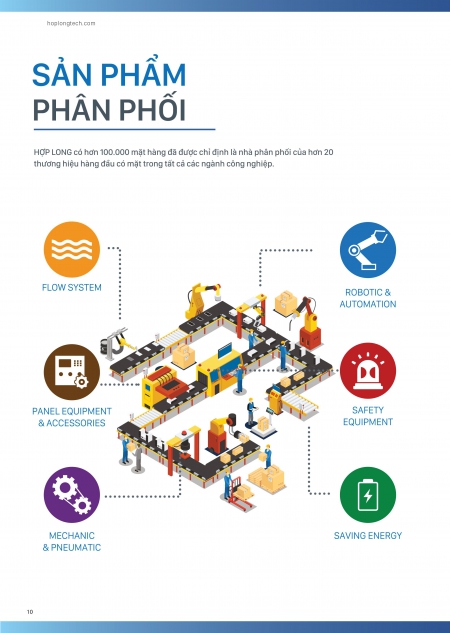 hoplongtech.com
SẢN PHẨM
PHÂN PHỐI
HỢP LONG có hơn 100.000 mặt hàng đã được chỉ định là nhà phân phối của hơn 20
thương hiệu hàng đầu có mặt trong tất cả các ngành công nghiệp.
FLOW SYSTEM
ROBOTIC &
AUTOMATION
PANEL EQUIPMENT
& ACCESSORIES
SAFETY
EQUIPMENT
MECHANIC
& PNEUMATIC
SAVING ENERGY
10